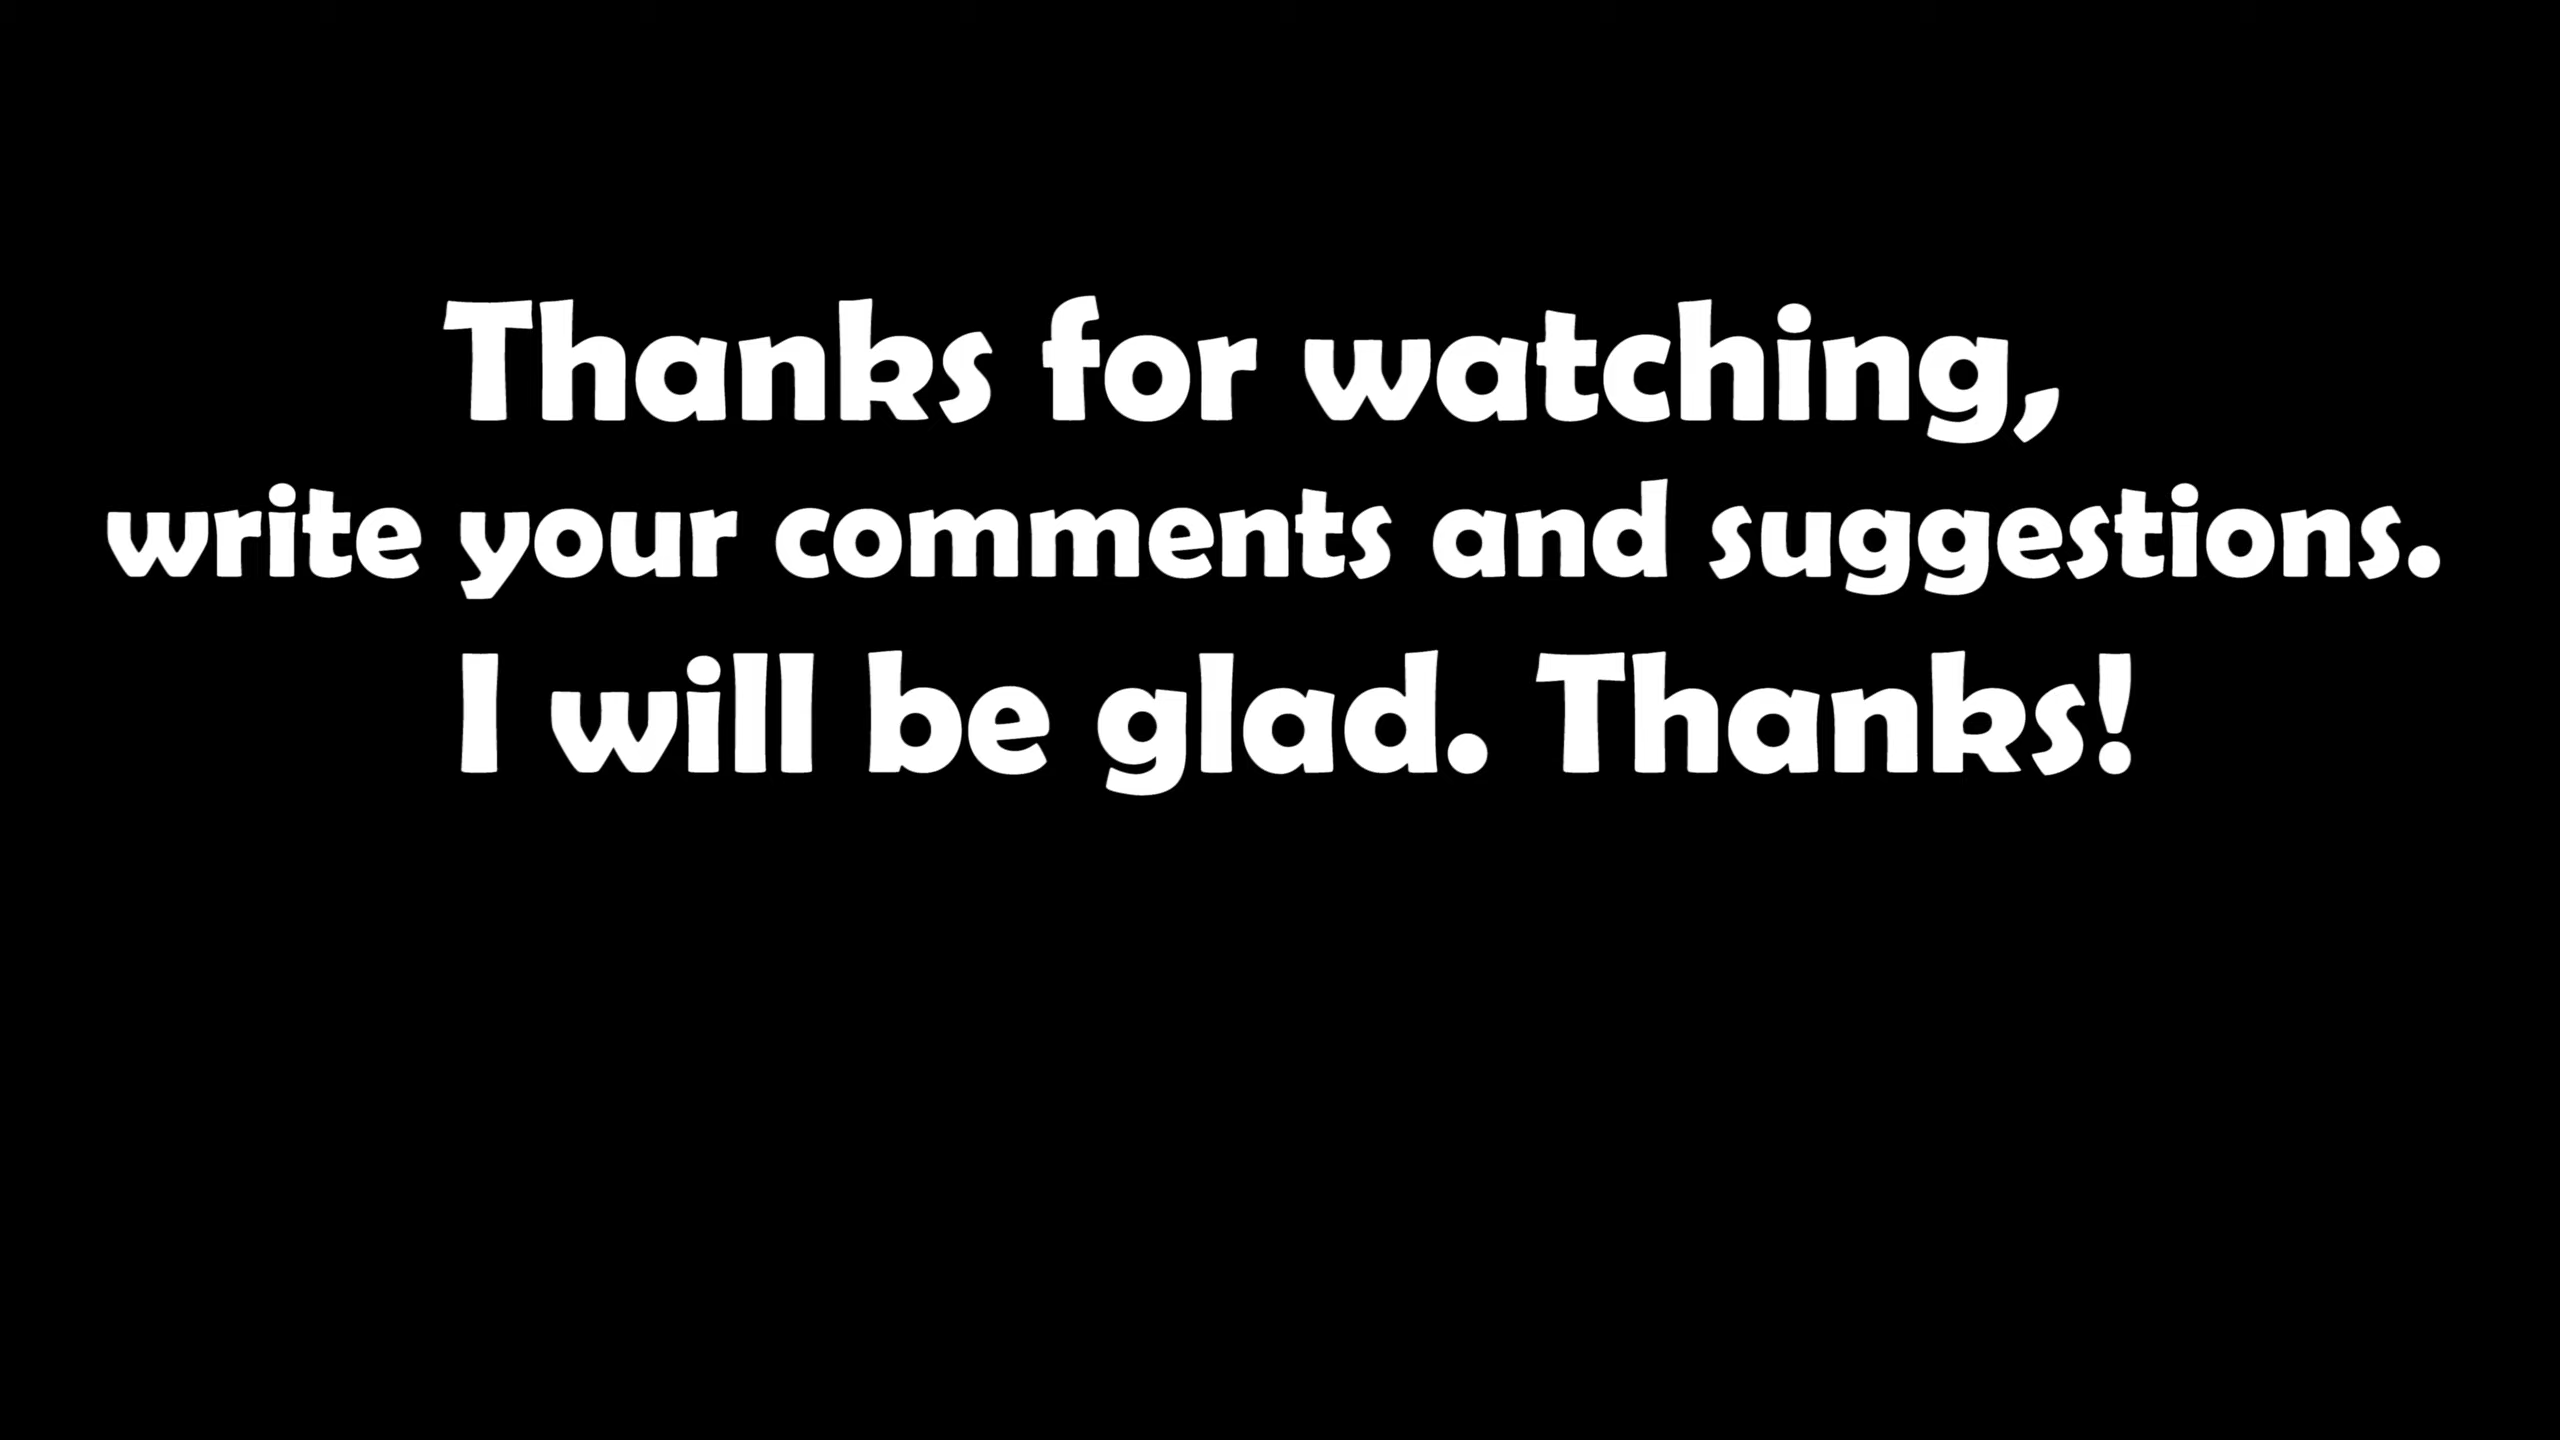 Thanks for watching,
write your comments and suggestions.
I will be glad. Thanks!